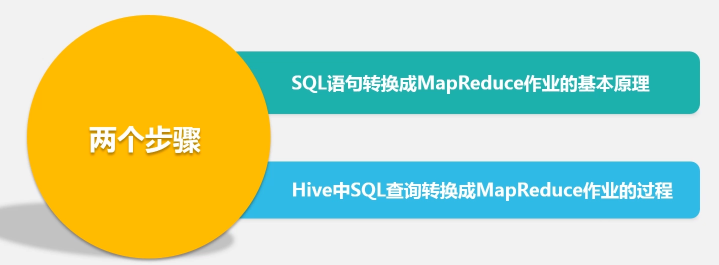 SQL语句转换成MapReduce作业的基本原理
两个步骤
Hive中SQL查询转换成MapReduce作业的过程